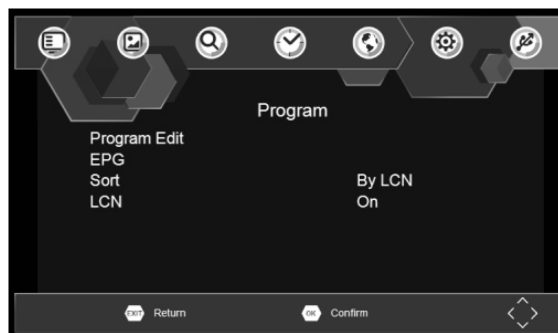 Program
Program Edit
EPG
Sort By LCN
LCN On
EXIT Return OK Confirm